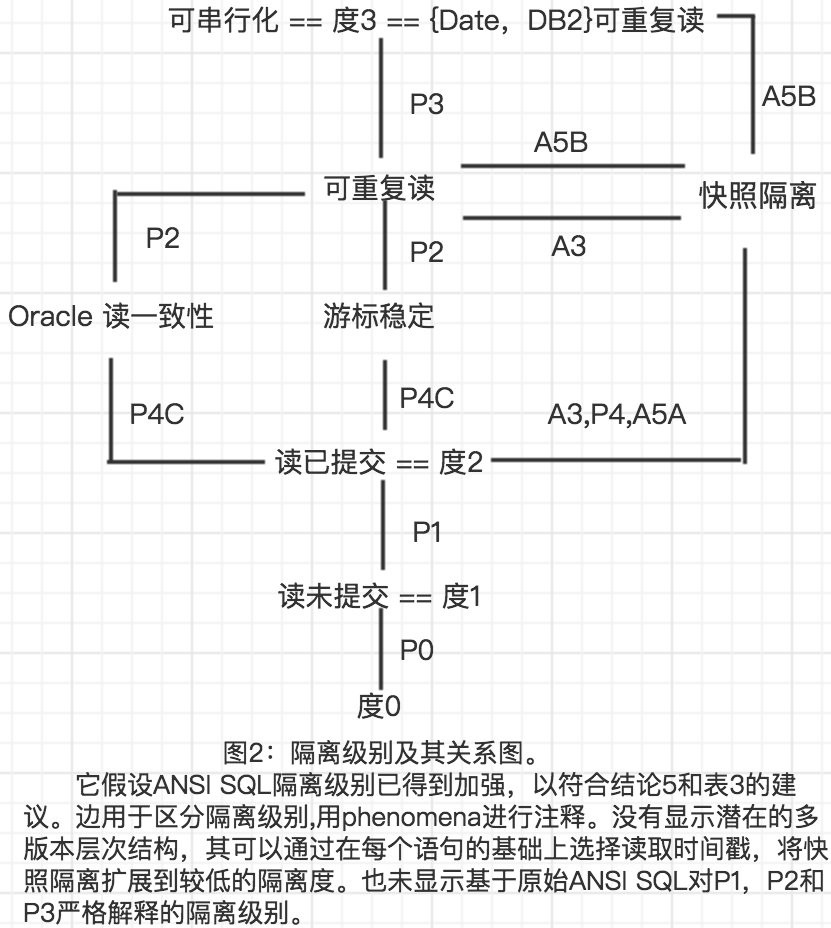 可串行化 == 度3 == {Date，DB2}可重复读
A5B
P3
A5B
可重复读
快照隔离
P2
P2
A3
Oracle 读一致性
游标稳定
P4C
P4C
A3,P4,A5A
读已提交 == 度2
P1
读未提交 == 度1
P0
度0
图2：隔离级别及其关系图。
它假设ANSI SQL隔离级别已得到加强，以符合结论5和表3的建
议。边用于区分隔离级别,用phenomena进行注释。没有显示潜在的多
版本层次结构，其可以通过在每个语句的基础上选择读取时间戳，将快
照隔离扩展到较低的隔离度。也未显示基于原始ANSI SQL对P1，P2和
P3严格解释的隔离级别。